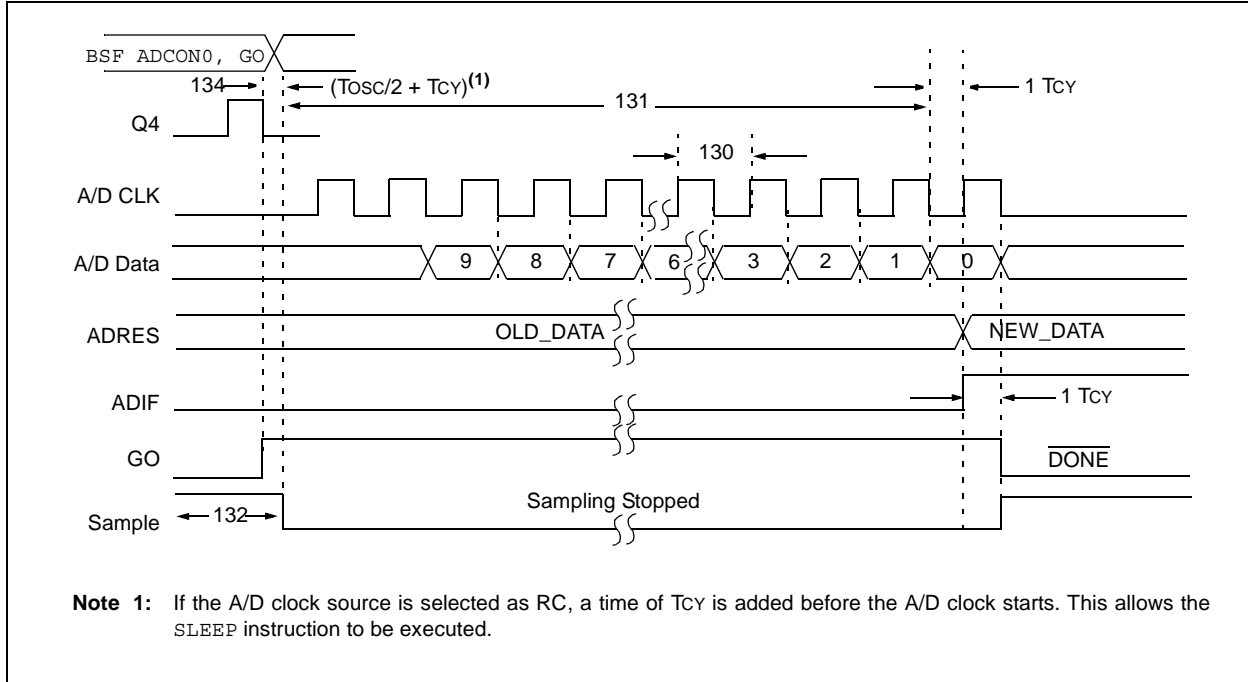 BSF ADCON0, GO
134 (TOSC/2 + TCY)(1) 131 1 TCY
Q4
130
A/D CLK
A/D Data 9 8 7 6 3 2 1 0
ADRES OLD_DATA NEW_DATA
ADIF 1 TCY
GO DONE
Sample 132 Sampling Stopped
Note 1: If the A/D clock source is selected as RC, a time of TCY is added before the A/D clock starts. This allows the
SLEEP instruction to be executed.